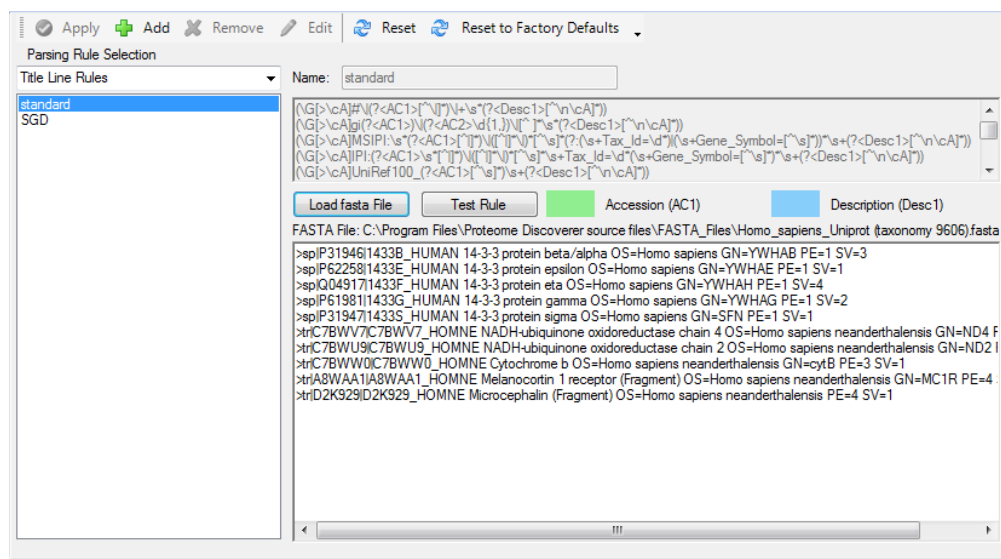 Apply Add Remove Edit Reset Reset to Factory Defaults
Parsing Rule Selection
Title Line Rules
Name: standard
standard
SGD
(\G[>\cA]#\|(?<AC1>[^\|]*)\|+\s*(?<Desc1>[^\n\cA]*))
(\G[>\cA]gi(?<AC1>)\|(?<AC2>\d{1,})\|[^ ]*\s*(?<Desc1>[^\n\cA]*))
(\G[>\cA]MSIPI:\s*(?<AC1>[^|]*)\|([^|]*\|)*[^\s]*(?:(\s+Tax_Id=\d*)|(\s+Gene_Symbol=[^\s]*))*\s+(?<Desc1>[^\n\cA]*))
(\G[>\cA]IPI:(?<AC1>\s*[^|]*)\|([^|]*\|)*[^\s]*\s+Tax_Id=\d*(\s+Gene_Symbol=[^\s]*)*\s+(?<Desc1>[^\n\cA]*))
(\G[>\cA]UniRef100_(?<AC1>[^\s]*)\s+(?<Desc1>[^\n\cA]*))
Load fasta File Test Rule Accession (AC1) Description (Desc1)
FASTA File: C:\Program Files\Proteome Discoverer source files\FASTA_Files\Homo_sapiens_Uniprot (taxonomy 9606).fasta
>sp|P31946|1433B_HUMAN 14-3-3 protein beta/alpha OS=Homo sapiens GN=YWHAB PE=1 SV=3
>sp|P62258|1433E_HUMAN 14-3-3 protein epsilon OS=Homo sapiens GN=YWHAE PE=1 SV=1
>sp|Q04917|1433F_HUMAN 14-3-3 protein eta OS=Homo sapiens GN=YWHAH PE=1 SV=4
>sp|P61981|1433G_HUMAN 14-3-3 protein gamma OS=Homo sapiens GN=YWHAG PE=1 SV=2
>sp|P31947|1433S_HUMAN 14-3-3 protein sigma OS=Homo sapiens GN=SFN PE=1 SV=1
>tr|C7BWV7|C7BWV7_HOMNE NADH-ubiquinone oxidoreductase chain 4 OS=Homo sapiens neanderthalensis GN=ND4
>tr|C7BWU9|C7BWU9_HOMNE NADH-ubiquinone oxidoreductase chain 2 OS=Homo sapiens neanderthalensis GN=ND2
>tr|C7BWW0|C7BWW0_HOMNE Cytochrome b OS=Homo sapiens neanderthalensis GN=cytB PE=3 SV=1
>tr|A8WAA1|A8WAA1_HOMNE Melanocortin 1 receptor (Fragment) OS=Homo sapiens neanderthalensis GN=MC1R PE=4
>tr|D2K929|D2K929_HOMNE Microcephalin (Fragment) OS=Homo sapiens neanderthalensis PE=4 SV=1